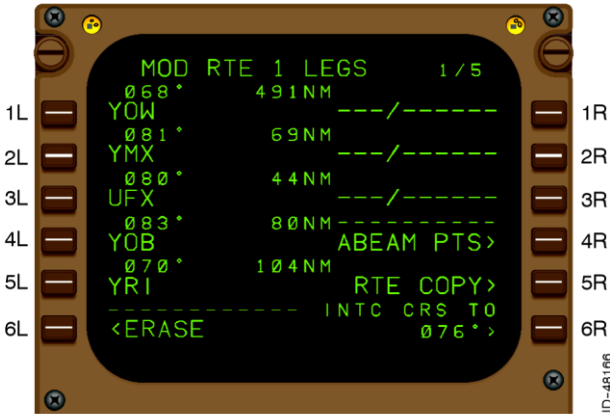 MOD RTE 1 LEGS 1/5
068° 491NM
1L YOW ---/------ 1R
081° 69NM
2L YMX ---/------ 2R
080° 44NM
3L UFX ---/------ 3R
083° 80NM-----------
4L YOB ABEAM PTS> 4R
070° 104NM
5L YRI RTE COPY> 5R
------------- INTC CRS TO
6L <ERASE 076°> 6R
ID-48166